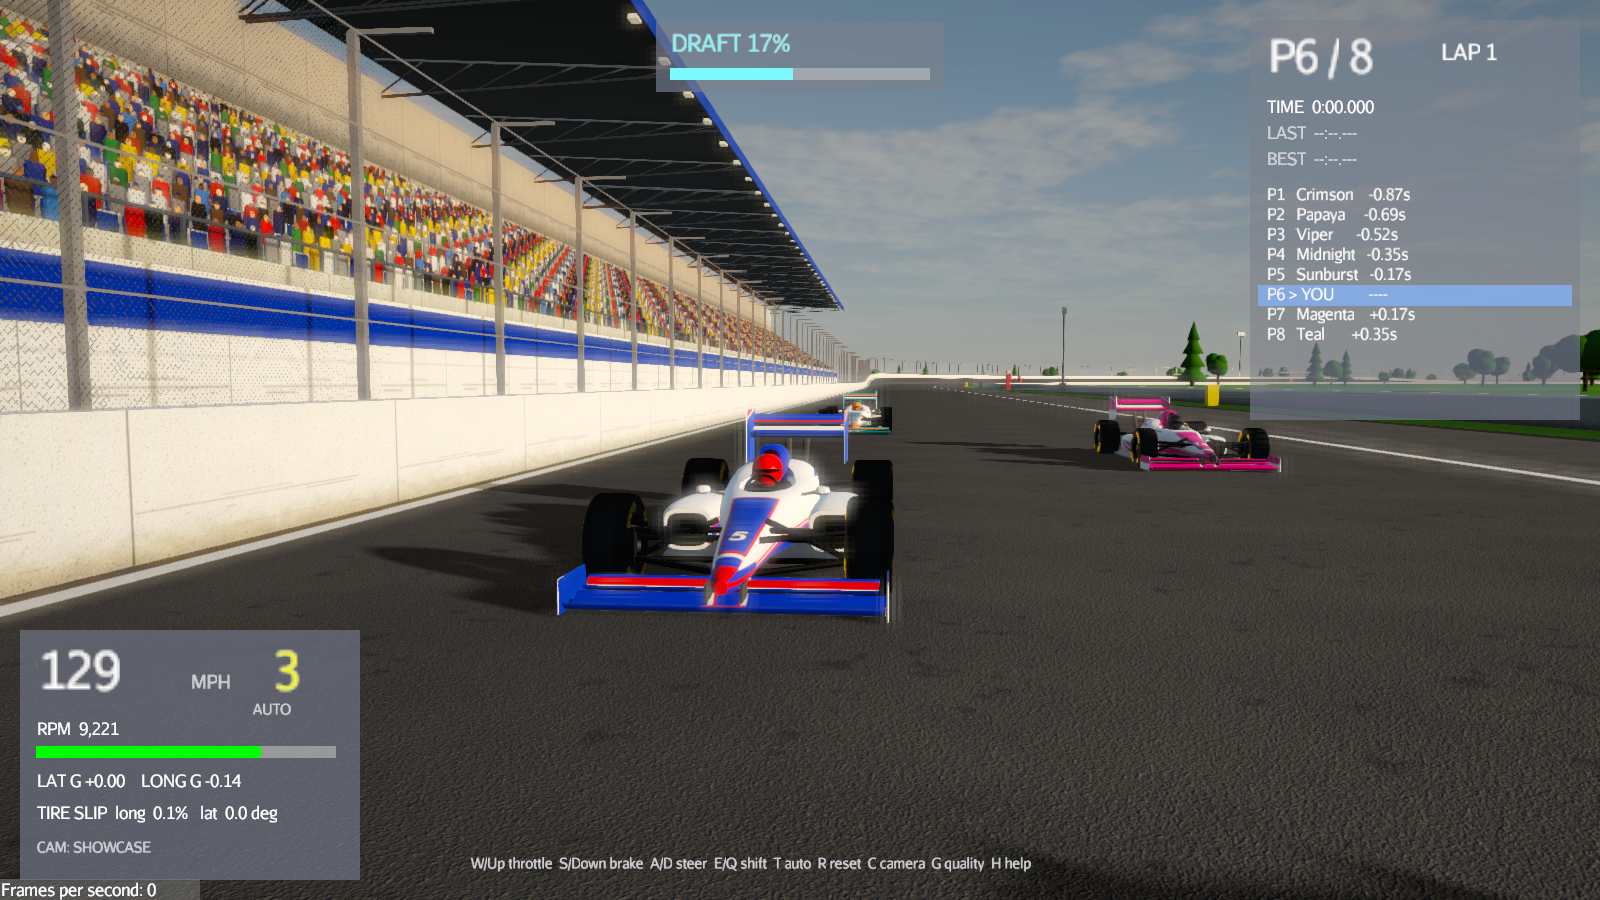 DRAFT 17%
P6 / 8 LAP 1
TIME 0:00.000
LAST --:--.---
BEST --:--.---
P1 Crimson -0.87s
P2 Papaya -0.69s
P3 Viper -0.52s
P4 Midnight -0.35s
P5 Sunburst -0.17s
P6 > YOU ----
P7 Magenta +0.17s
P8 Teal +0.35s
5
129 MPH 3
AUTO
RPM 9,221
LAT G +0.00 LONG G -0.14
TIRE SLIP long 0.1% lat 0.0 deg
CAM: SHOWCASE
W/Up throttle S/Down brake A/D steer E/Q shift T auto R reset C camera G quality H help
Frames per second: 0